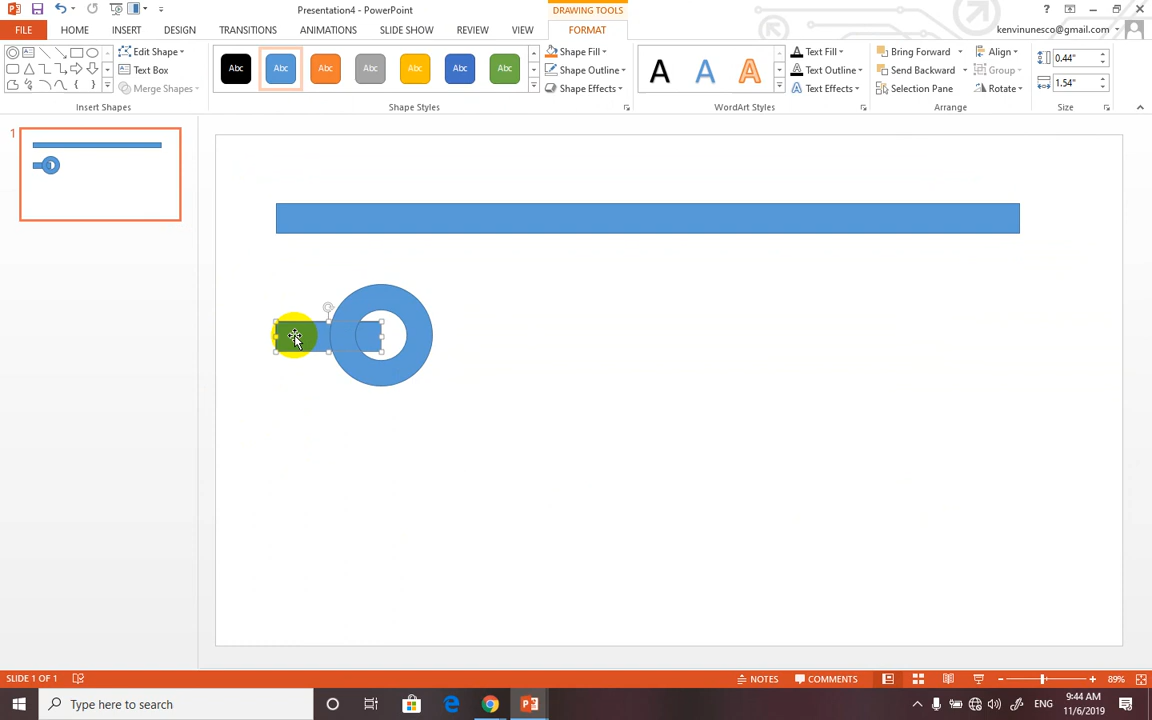 Presentation4 - PowerPoint
DRAWING TOOLS
?
FILE HOME INSERT DESIGN TRANSITIONS ANIMATIONS SLIDE SHOW REVIEW VIEW FORMAT kenvinunesco@gmail.com
Edit Shape
Text Box
Merge Shapes
Insert Shapes
Abc Abc Abc Abc Abc Abc Abc
Shape Styles
Shape Fill
Shape Outline
Shape Effects
A A A
WordArt Styles
Text Fill
Text Outline
Text Effects
Bring Forward
Send Backward
Selection Pane
Align
Group
Rotate
Arrange
0.44"
1.54"
Size
1
SLIDE 1 OF 1 NOTES COMMENTS 89%
Type here to search
ENG
9:44 AM
11/6/2019